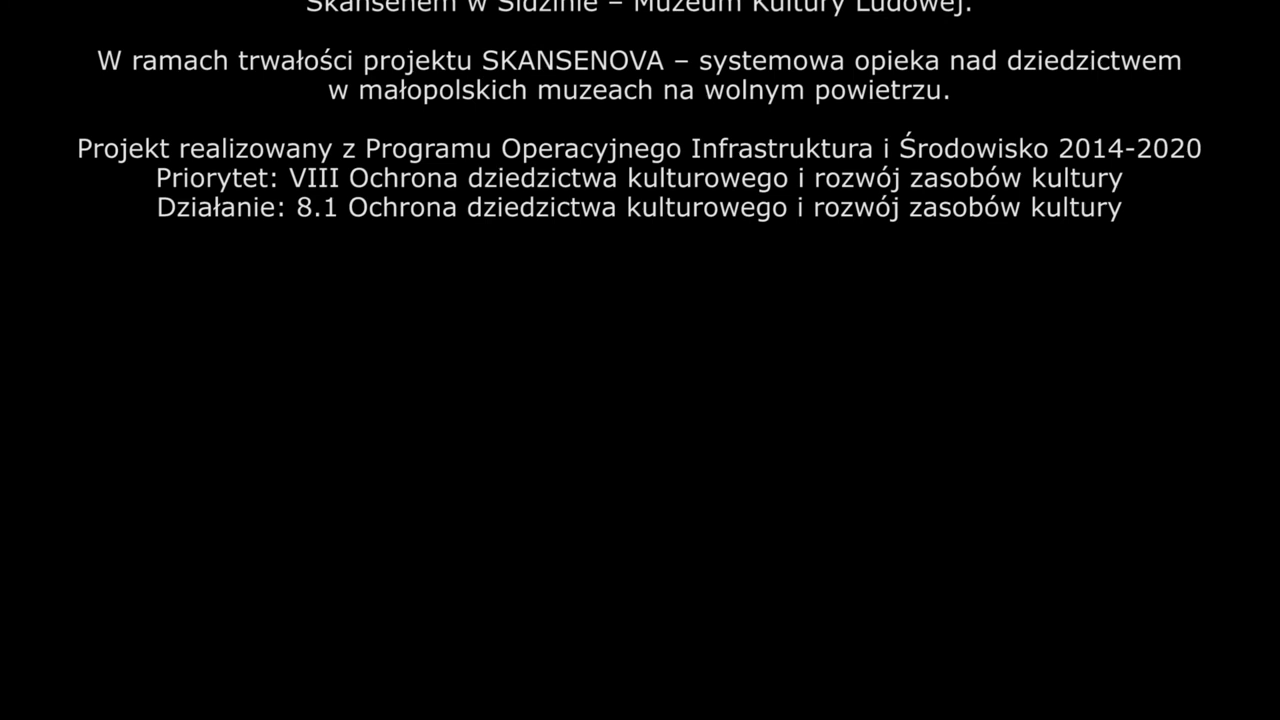 Skansenem w Sidzinie – Muzeum Kultury Ludowej.
W ramach trwałości projektu SKANSENOVA – systemowa opieka nad dziedzictwem
w małopolskich muzeach na wolnym powietrzu.
Projekt realizowany z Programu Operacyjnego Infrastruktura i Środowisko 2014-2020
Priorytet: VIII Ochrona dziedzictwa kulturowego i rozwój zasobów kultury
Działanie: 8.1 Ochrona dziedzictwa kulturowego i rozwój zasobów kultury